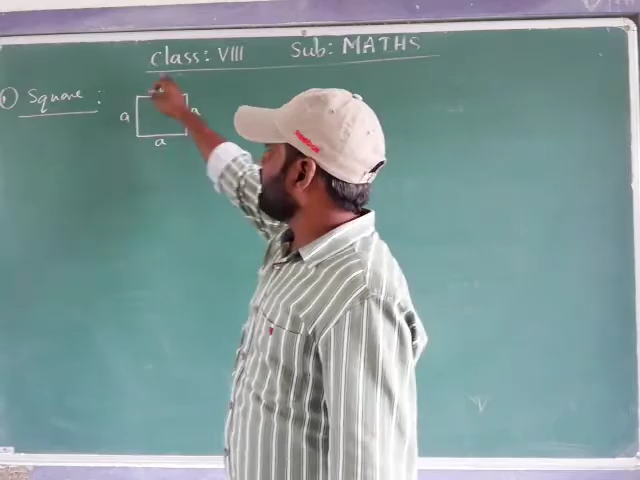 Class: VIII Sub: MATHS
① Square :
a a
a